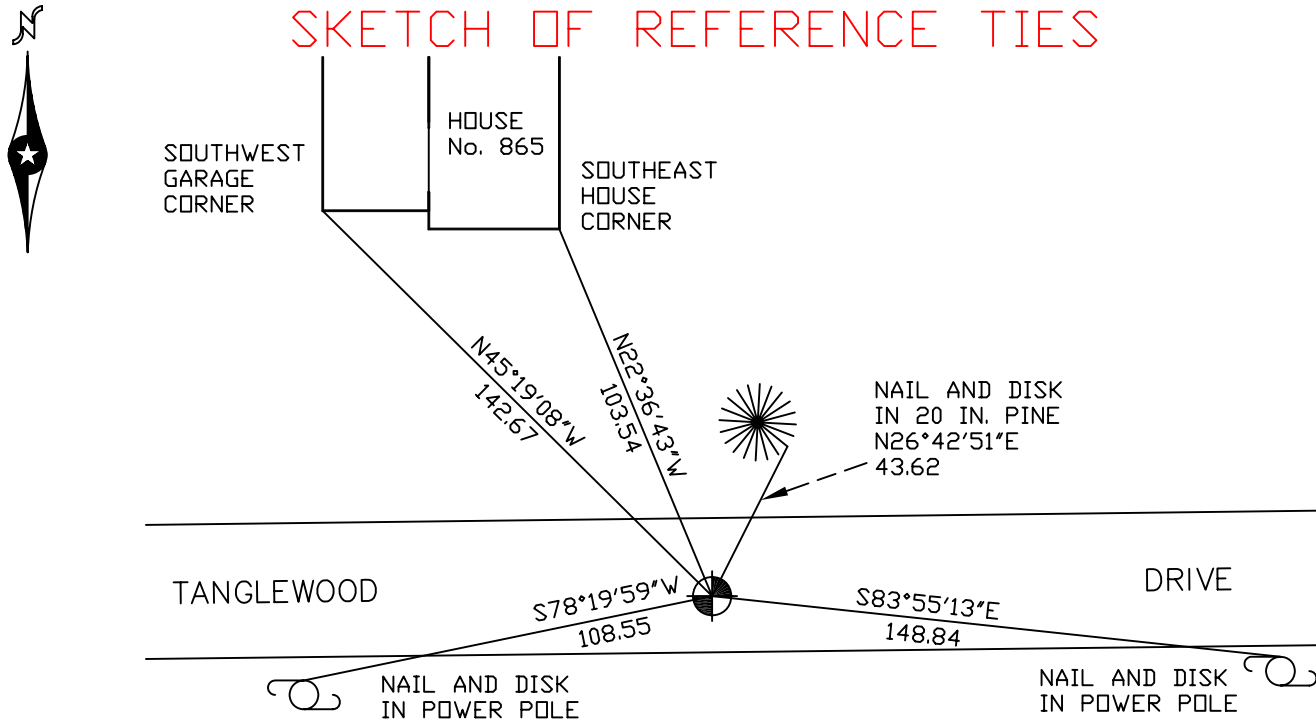 N
SKETCH OF REFERENCE TIES
HOUSE
No. 865
SOUTHWEST
GARAGE
CORNER
SOUTHEAST
HOUSE
CORNER
N45°19'08"W
142.67
N22°36'43"W
103.54
NAIL AND DISK
IN 20 IN. PINE
N26°42'51"E
43.62
TANGLEWOOD
DRIVE
S78°19'59"W
108.55
S83°55'13"E
148.84
NAIL AND DISK
IN POWER POLE
NAIL AND DISK
IN POWER POLE